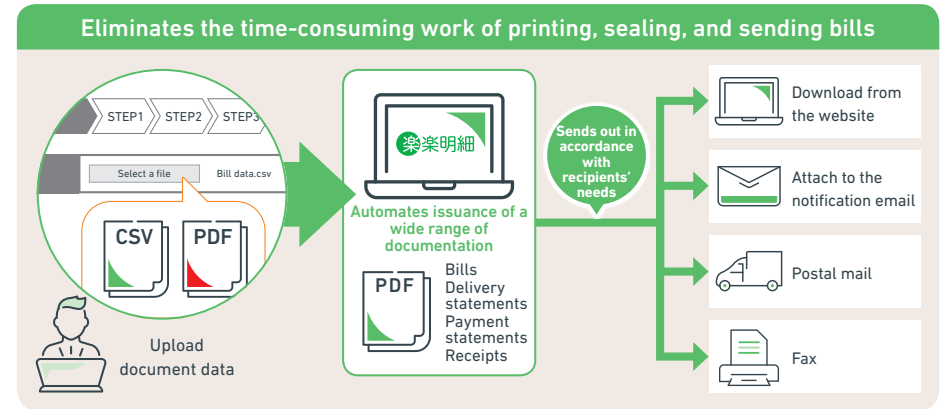 Eliminates the time-consuming work of printing, sealing, and sending bills
STEP1
STEP2
STEP3
Select a file
Bill data.csv
CSV
PDF
Upload
document data
楽楽明細
Automates issuance of a
wide range of
documentation
PDF
Bills
Delivery
statements
Payment
statements
Receipts
Sends out in
accordance
with
recipients'
needs
Download from
the website
Attach to the
notification email
Postal mail
Fax